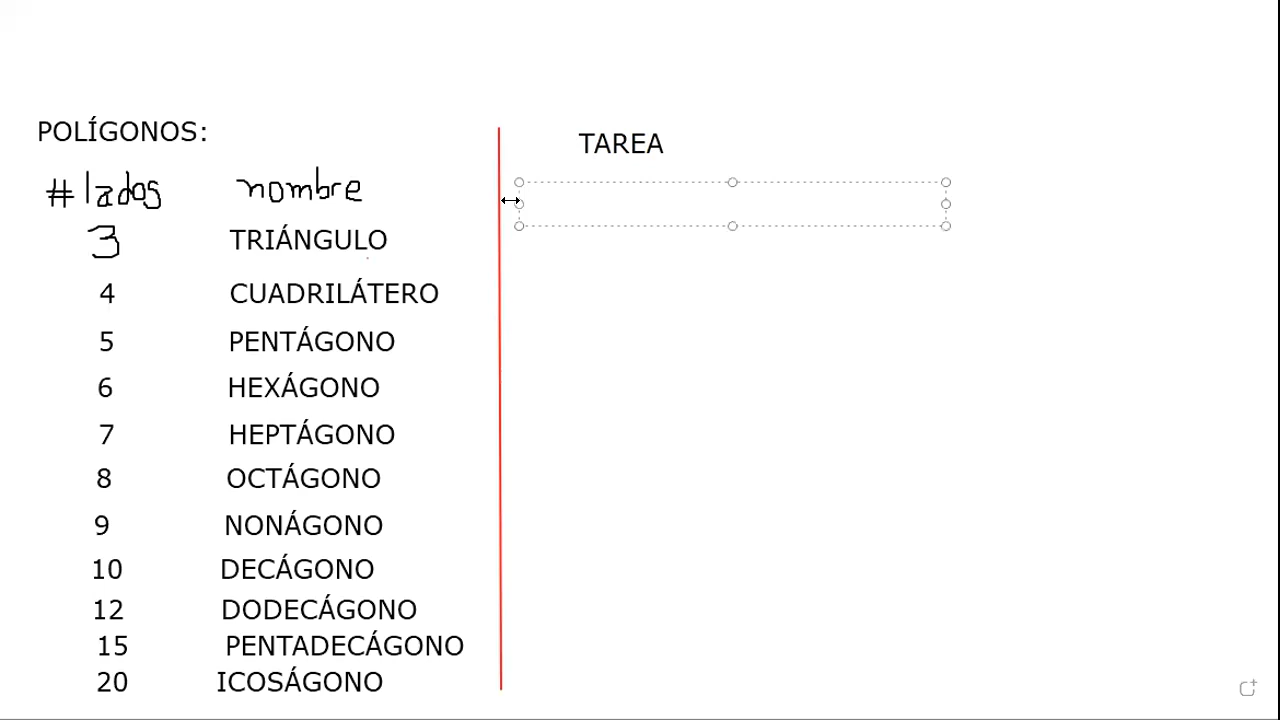 POLÍGONOS:
#lados nombre
3 TRIÁNGULO
4 CUADRILÁTERO
5 PENTÁGONO
6 HEXÁGONO
7 HEPTÁGONO
8 OCTÁGONO
9 NONÁGONO
10 DECÁGONO
12 DODECÁGONO
15 PENTADECÁGONO
20 ICOSÁGONO
TAREA